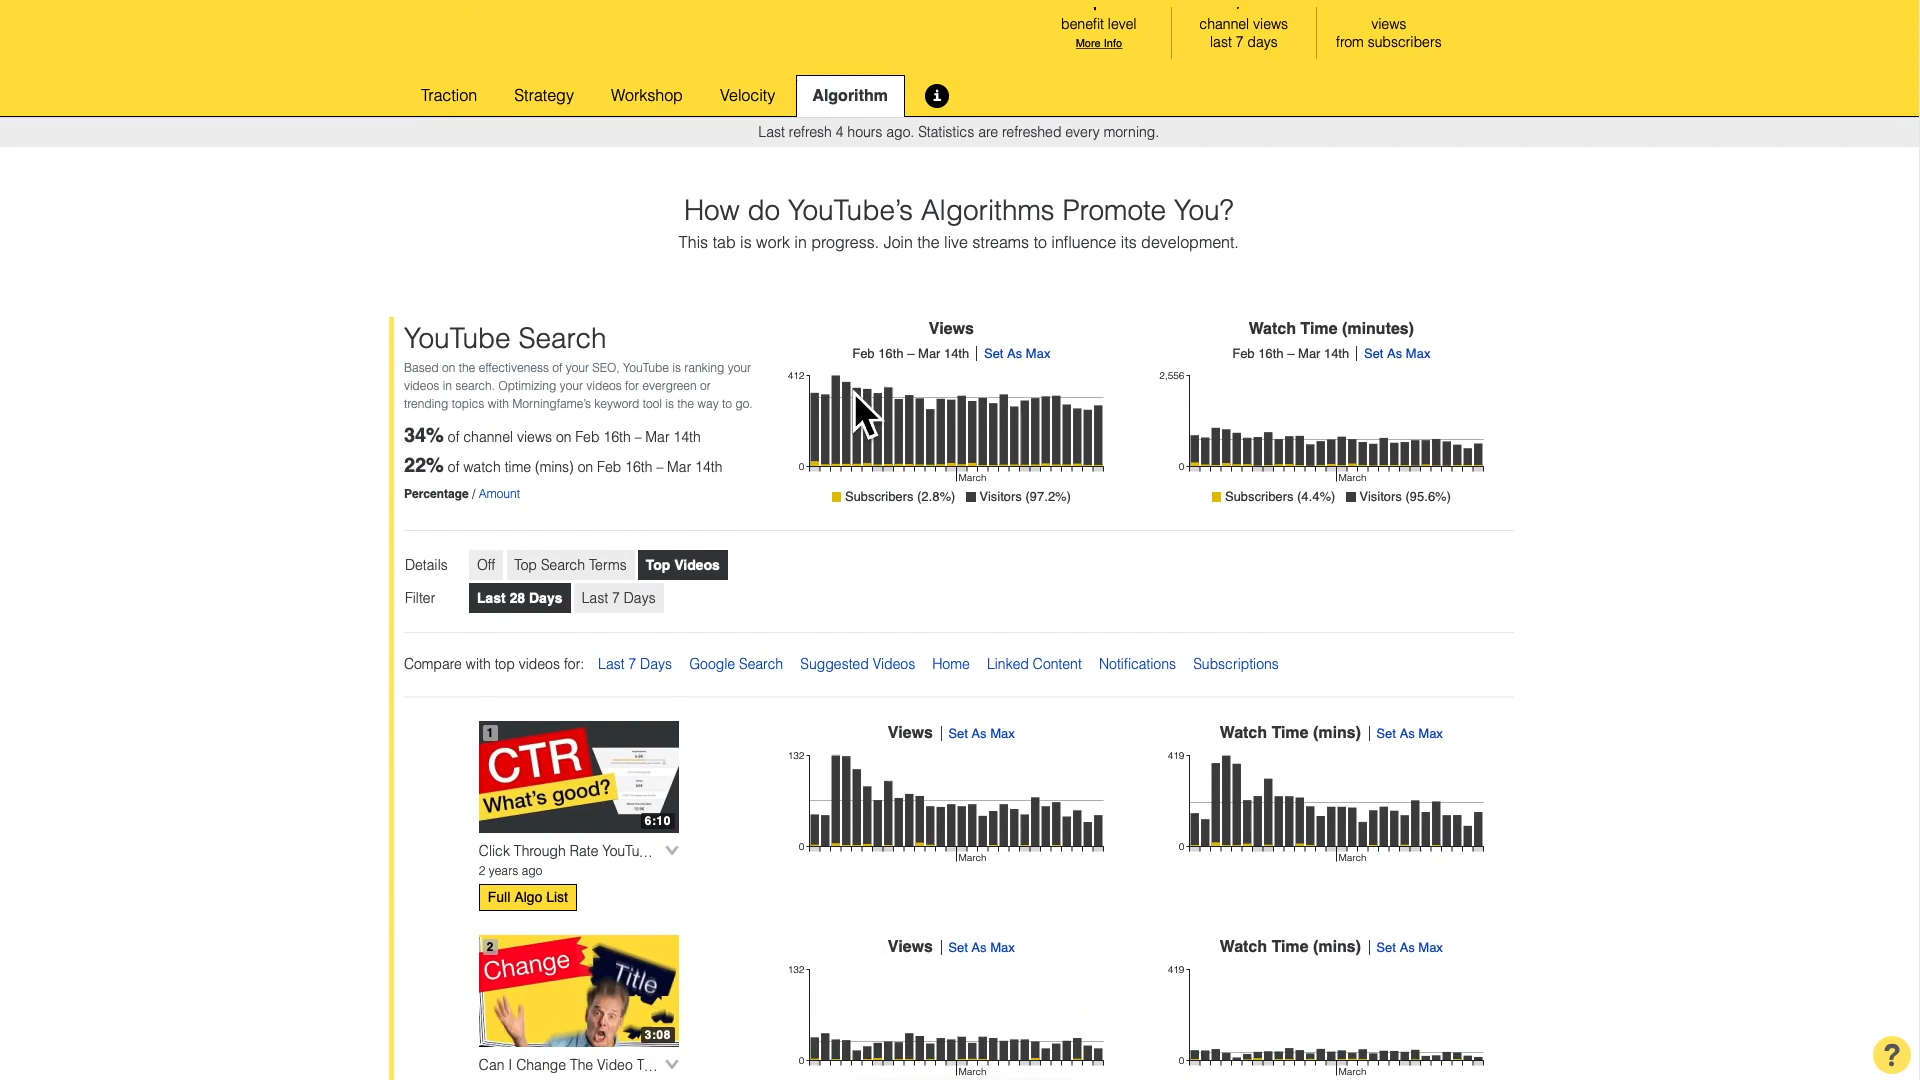 benefit level
More Info
channel views
last 7 days
views
from subscribers
Traction
Strategy
Workshop
Velocity
Algorithm
i
Last refresh 4 hours ago. Statistics are refreshed every morning.
How do YouTube's Algorithms Promote You?
This tab is work in progress. Join the live streams to influence its development.
YouTube Search
Based on the effectiveness of your SEO, YouTube is ranking your
videos in search. Optimizing your videos for evergreen or
trending topics with Morningfame's keyword tool is the way to go.
34% of channel views on Feb 16th – Mar 14th
22% of watch time (mins) on Feb 16th – Mar 14th
Percentage / Amount
Views
Feb 16th – Mar 14th | Set As Max
412
0
March
Subscribers (2.8%) Visitors (97.2%)
Watch Time (minutes)
Feb 16th – Mar 14th | Set As Max
2,556
0
March
Subscribers (4.4%) Visitors (95.6%)
Details Off Top Search Terms Top Videos
Filter Last 28 Days Last 7 Days
Compare with top videos for: Last 7 Days Google Search Suggested Videos Home Linked Content Notifications Subscriptions
1
CTR
What's good?
6:10
Click Through Rate YouTu...
2 years ago
Full Algo List
Views | Set As Max
132
0
March
Watch Time (mins) | Set As Max
419
0
March
2
Change
Title
3:08
Can I Change The Video T...
Views | Set As Max
132
0
March
Watch Time (mins) | Set As Max
419
0
March
?